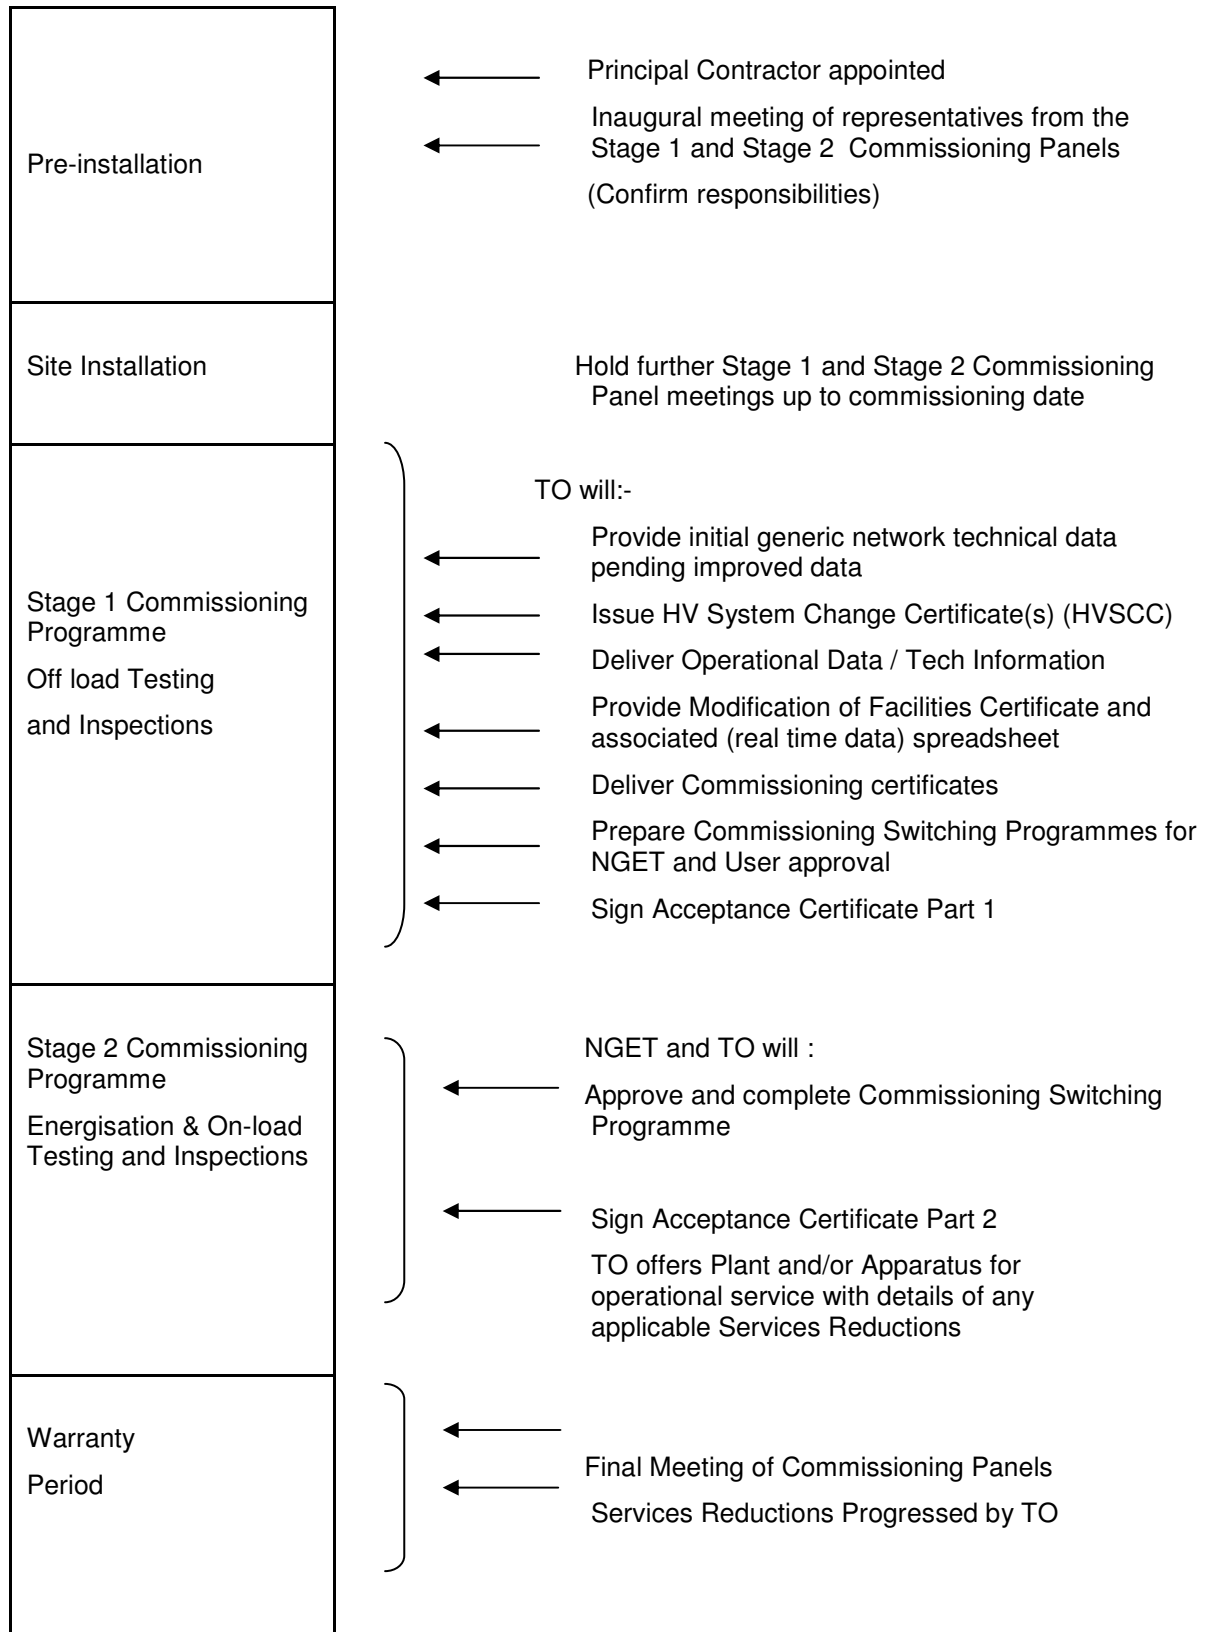 Principal Contractor appointed
Inaugural meeting of representatives from the
Stage 1 and Stage 2 Commissioning Panels
Pre-installation
(Confirm responsibilities)
Site Installation
Hold further Stage 1 and Stage 2 Commissioning
Panel meetings up to commissioning date
TO will:-
Provide initial generic network technical data
pending improved data
Stage 1 Commissioning
Programme
Off load Testing
and Inspections
Issue HV System Change Certificate(s) (HVSCC)
Deliver Operational Data / Tech Information
Provide Modification of Facilities Certificate and
associated (real time data) spreadsheet
Deliver Commissioning certificates
Prepare Commissioning Switching Programmes for
NGET and User approval
Sign Acceptance Certificate Part 1
Stage 2 Commissioning
Programme
Energisation & On-load
Testing and Inspections
NGET and TO will :
Approve and complete Commissioning Switching
Programme
Sign Acceptance Certificate Part 2
TO offers Plant and/or Apparatus for
operational service with details of any
applicable Services Reductions
Warranty
Period
Final Meeting of Commissioning Panels
Services Reductions Progressed by TO